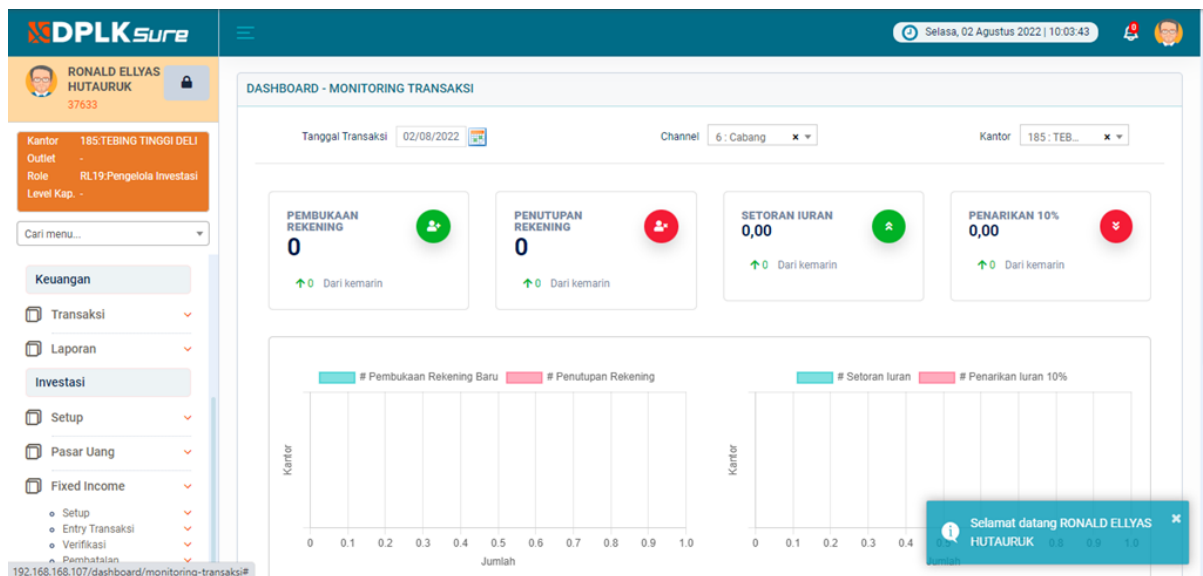 DPLKSure
Selasa, 02 Agustus 2022 | 10:03:43
RONALD ELLYAS
HUTAURUK
37633
Kantor 185:TEBING TINGGI DELI
Outlet -
Role RL19:Pengelola Investasi
Level Kap. -
Cari menu...
Keuangan
Transaksi
Laporan
Investasi
Setup
Pasar Uang
Fixed Income
Setup
Entry Transaksi
Verifikasi
Pembatalan
192.168.168.107/dashboard/monitoring-transaksi#
DASHBOARD - MONITORING TRANSAKSI
Tanggal Transaksi 02/08/2022 Channel 6 : Cabang x Kantor 185 : TEB... x
PEMBUKAAN
REKENING
0
0 Dari kemarin
PENUTUPAN
REKENING
0
0 Dari kemarin
SETORAN IURAN
0,00
0 Dari kemarin
PENARIKAN 10%
0,00
0 Dari kemarin
# Pembukaan Rekening Baru # Penutupan Rekening
Kantor
0 0.1 0.2 0.3 0.4 0.5 0.6 0.7 0.8 0.9 1.0
Jumlah
# Setoran Iuran # Penarikan Iuran 10%
Kantor
0 0.1 0.2 0.3 0.4 0.5 0.8 0.9 1.0
Jumlah
Selamat datang RONALD ELLYAS
HUTAURUK